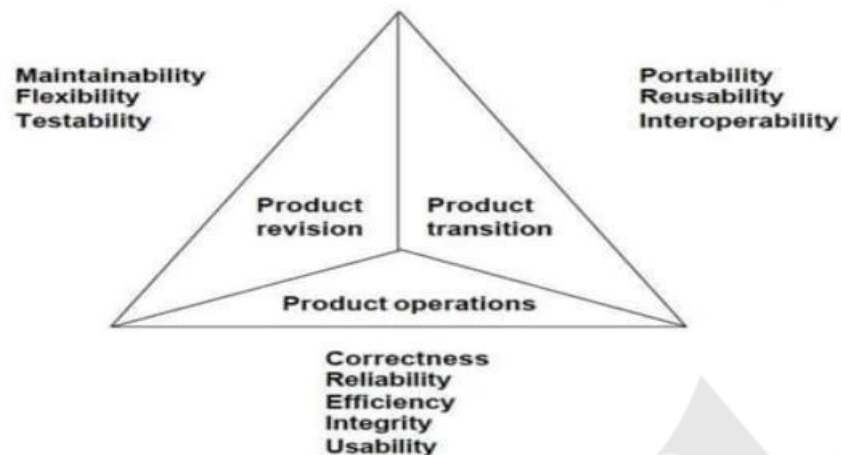 Maintainability
Flexibility
Testability
Portability
Reusability
Interoperability
Product
revision
Product
transition
Product operations
Correctness
Reliability
Efficiency
Integrity
Usability